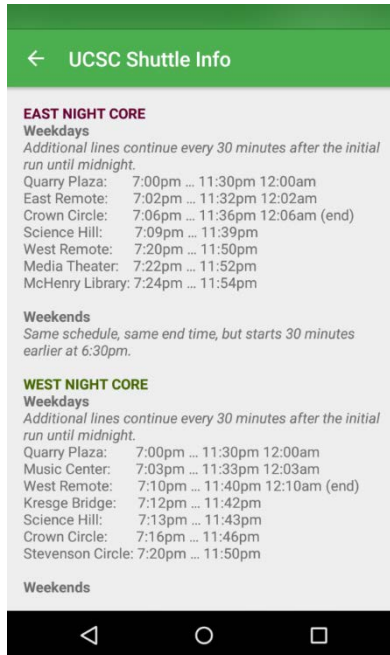 UCSC Shuttle Info
EAST NIGHT CORE
Weekdays
Additional lines continue every 30 minutes after the initial
run until midnight.
Quarry Plaza: 7:00pm ... 11:30pm 12:00am
East Remote: 7:02pm ... 11:32pm 12:02am
Crown Circle: 7:06pm ... 11:36pm 12:06am (end)
Science Hill: 7:09pm ... 11:39pm
West Remote: 7:20pm ... 11:50pm
Media Theater: 7:22pm ... 11:52pm
McHenry Library: 7:24pm ... 11:54pm
Weekends
Same schedule, same end time, but starts 30 minutes
earlier at 6:30pm.
WEST NIGHT CORE
Weekdays
Additional lines continue every 30 minutes after the initial
run until midnight.
Quarry Plaza: 7:00pm ... 11:30pm 12:00am
Music Center: 7:03pm ... 11:33pm 12:03am
West Remote: 7:10pm ... 11:40pm 12:10am (end)
Kresge Bridge: 7:12pm ... 11:42pm
Science Hill: 7:13pm ... 11:43pm
Crown Circle: 7:16pm ... 11:46pm
Stevenson Circle: 7:20pm ... 11:50pm
Weekends